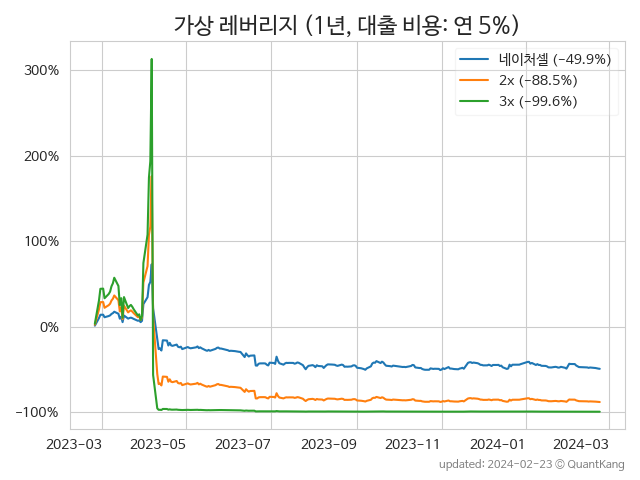 가상 레버리지 (1년, 대출 비용: 연 5%)
네이처셀 (−49.9%)
2x (−88.5%)
3x (−99.6%)
300%
200%
100%
0%
−100%
2023-03 2023-05 2023-07 2023-09 2023-11 2024-01 2024-03
updated: 2024-02-23 © QuantKang